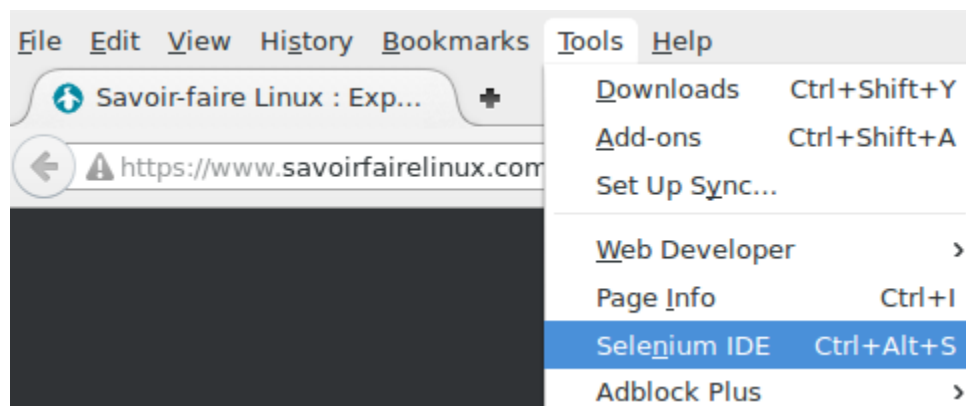 File Edit View History Bookmarks Tools Help
Savoir-faire Linux : Exp...
https://www.savoirfairelinux.com
Downloads Ctrl+Shift+Y
Add-ons Ctrl+Shift+A
Set Up Sync...
Web Developer
Page Info Ctrl+I
Selenium IDE Ctrl+Alt+S
Adblock Plus